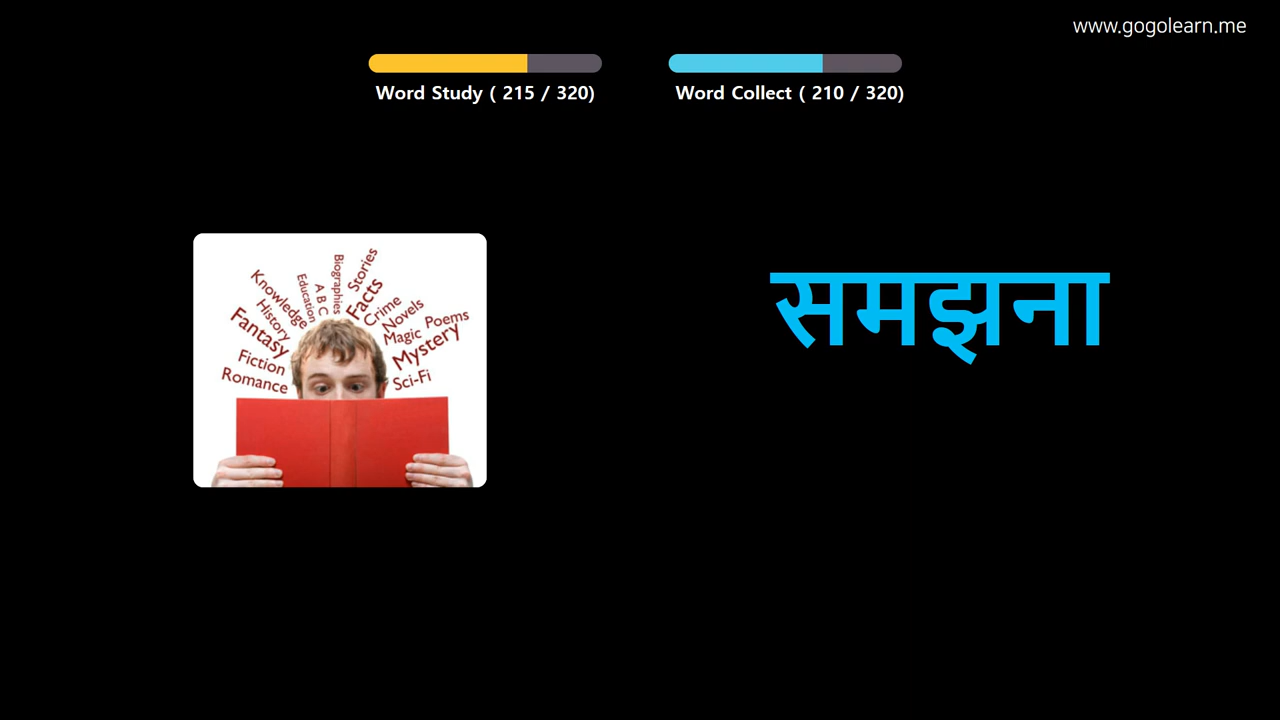 www.gogolearn.me
Word Study ( 215 / 320)
Word Collect ( 210 / 320)
समझना
Stories
Biographies
Knowledge
Education
A B C
Facts
History
Crime
Novels
Fantasy
Magic
Poems
Mystery
Fiction
Romance
Sci-Fi